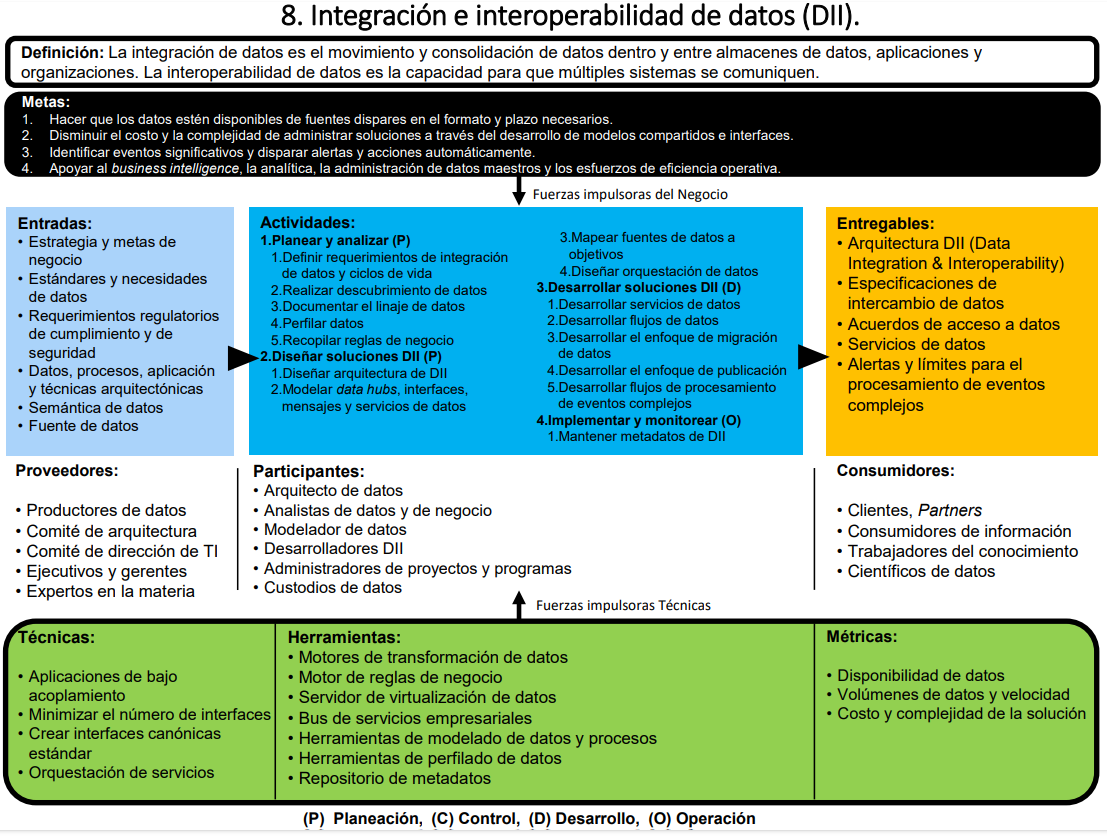 8. Integración e interoperabilidad de datos (DII).
Definición: La integración de datos es el movimiento y consolidación de datos dentro y entre almacenes de datos, aplicaciones y
organizaciones. La interoperabilidad de datos es la capacidad para que múltiples sistemas se comuniquen.
Metas:
1. Hacer que los datos estén disponibles de fuentes dispares en el formato y plazo necesarios.
2. Disminuir el costo y la complejidad de administrar soluciones a través del desarrollo de modelos compartidos e interfaces.
3. Identificar eventos significativos y disparar alertas y acciones automáticamente.
4. Apoyar al business intelligence, la analítica, la administración de datos maestros y los esfuerzos de eficiencia operativa.
Fuerzas impulsoras del Negocio
Entradas:
• Estrategia y metas de
negocio
• Estándares y necesidades
de datos
• Requerimientos regulatorios
de cumplimiento y de
seguridad
• Datos, procesos, aplicación
y técnicas arquitectónicas
• Semántica de datos
• Fuente de datos
Actividades:
1.Planear y analizar (P)
1.Definir requerimientos de integración
de datos y ciclos de vida
2.Realizar descubrimiento de datos
3.Documentar el linaje de datos
4.Perfilar datos
5.Recopilar reglas de negocio
2.Diseñar soluciones DII (P)
1.Diseñar arquitectura de DII
2.Modelar data hubs, interfaces,
mensajes y servicios de datos
3.Mapear fuentes de datos a
objetivos
4.Diseñar orquestación de datos
3.Desarrollar soluciones DII (D)
1.Desarrollar servicios de datos
2.Desarrollar flujos de datos
3.Desarrollar el enfoque de migración
de datos
4.Desarrollar el enfoque de publicación
5.Desarrollar flujos de procesamiento
de eventos complejos
4.Implementar y monitorear (O)
1.Mantener metadatos de DII
Entregables:
• Arquitectura DII (Data
Integration & Interoperability)
• Especificaciones de
intercambio de datos
• Acuerdos de acceso a datos
• Servicios de datos
• Alertas y límites para el
procesamiento de eventos
complejos
Proveedores:
• Productores de datos
• Comité de arquitectura
• Comité de dirección de TI
• Ejecutivos y gerentes
• Expertos en la materia
Participantes:
• Arquitecto de datos
• Analistas de datos y de negocio
• Modelador de datos
• Desarrolladores DII
• Administradores de proyectos y programas
• Custodios de datos
Consumidores:
• Clientes, Partners
• Consumidores de información
• Trabajadores del conocimiento
• Científicos de datos
Fuerzas impulsoras Técnicas
Técnicas:
• Aplicaciones de bajo
acoplamiento
• Minimizar el número de interfaces
• Crear interfaces canónicas
estándar
• Orquestación de servicios
Herramientas:
• Motores de transformación de datos
• Motor de reglas de negocio
• Servidor de virtualización de datos
• Bus de servicios empresariales
• Herramientas de modelado de datos y procesos
• Herramientas de perfilado de datos
• Repositorio de metadatos
Métricas:
• Disponibilidad de datos
• Volúmenes de datos y velocidad
• Costo y complejidad de la solución
(P) Planeación, (C) Control, (D) Desarrollo, (O) Operación